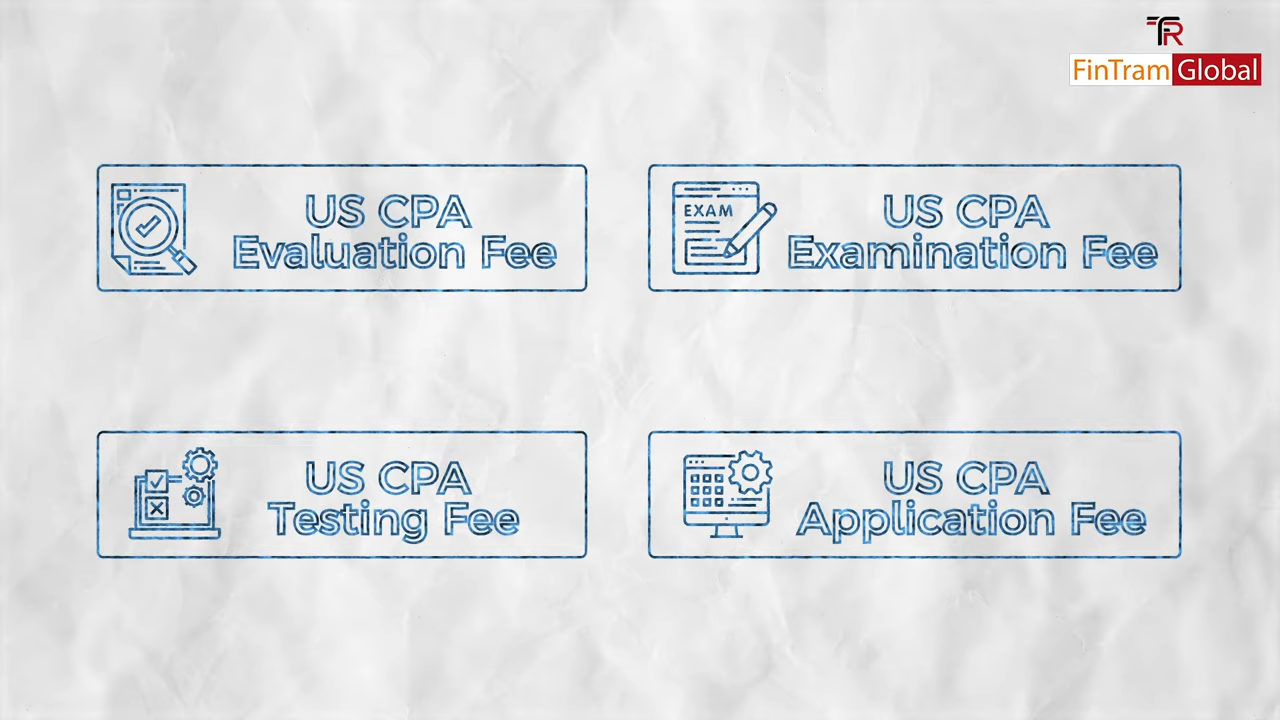 TR
FinTram Global
US CPA
Evaluation Fee
EXAM
US CPA
Examination Fee
US CPA
Testing Fee
US CPA
Application Fee